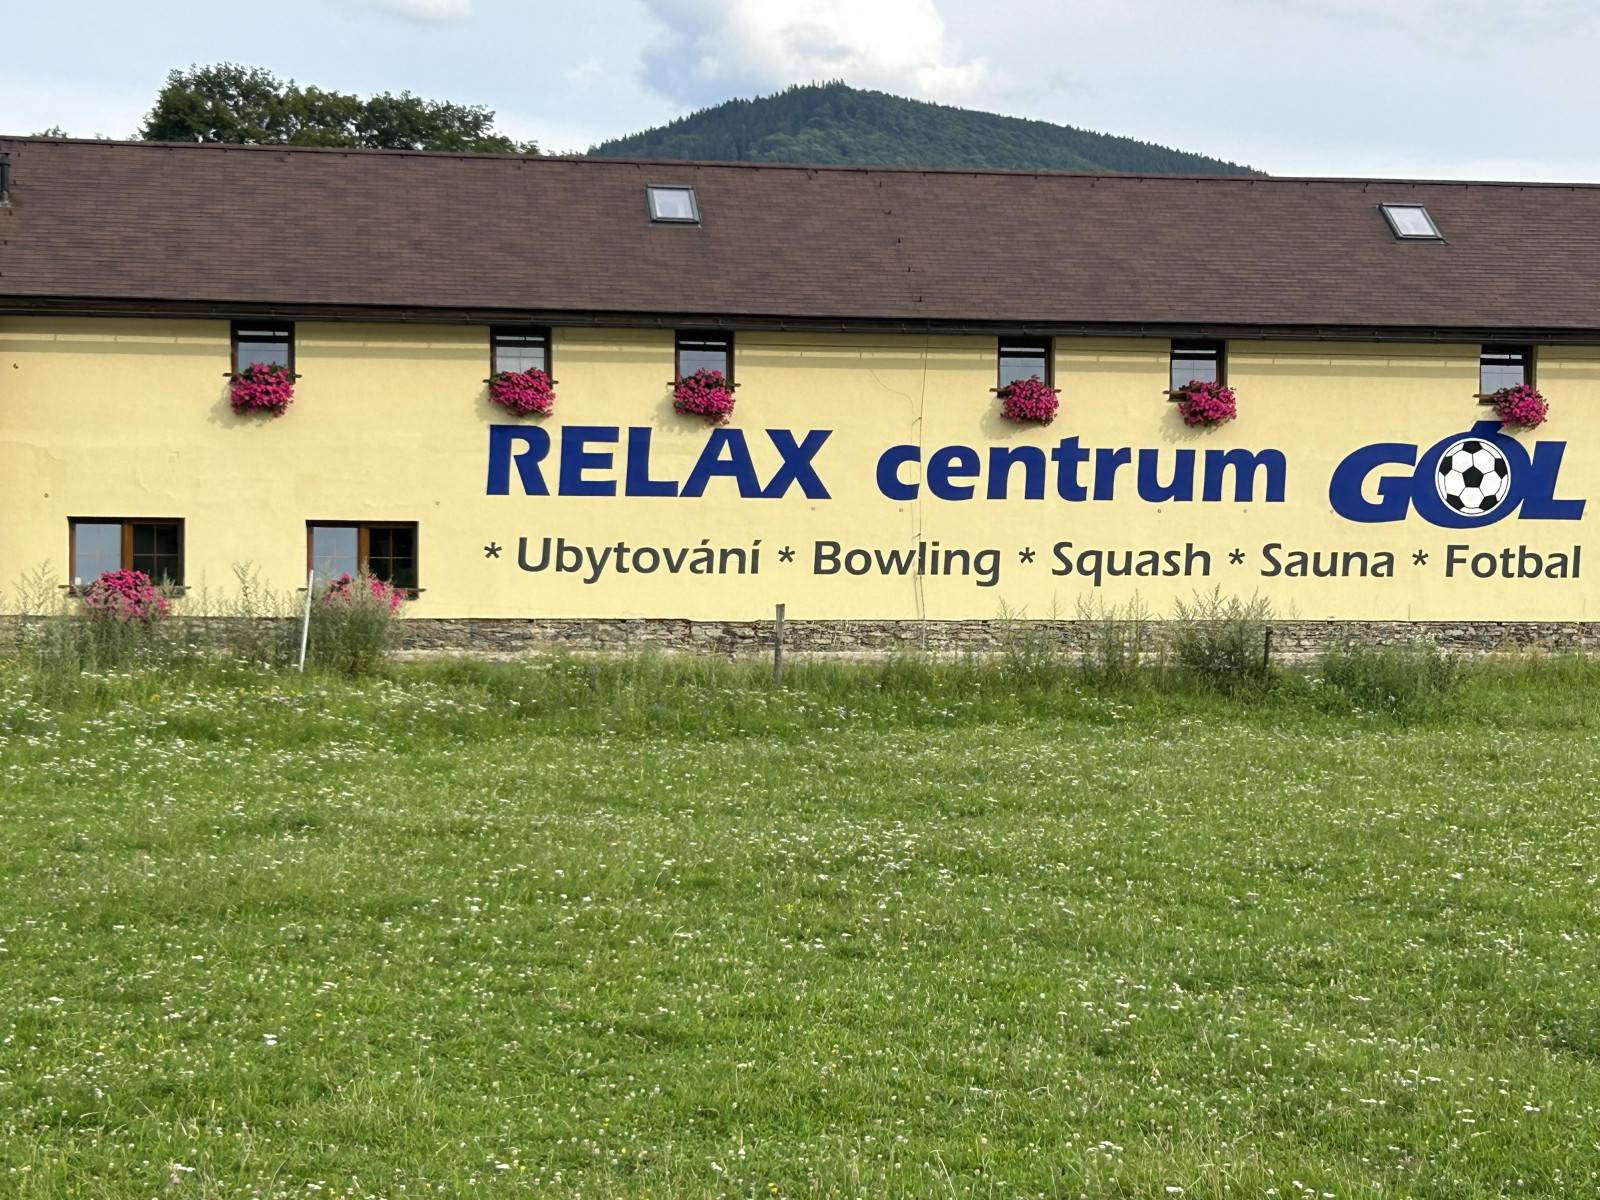 RELAX centrum GÓL
* Ubytování * Bowling * Squash * Sauna * Fotbal